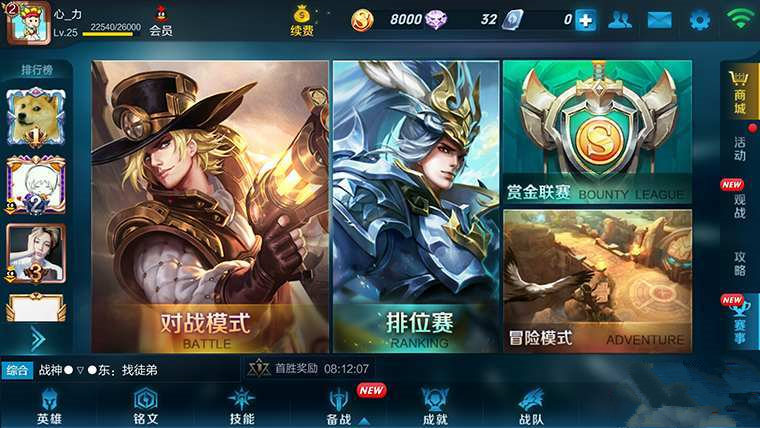 2
心_力
Lv.25
22540/26000
会员
续费
8000
32
0
排行榜
1
2
3
对战模式
BATTLE
排位赛
RANKING
赏金联赛
BOUNTY LEAGUE
冒险模式
ADVENTURE
商城
活动
NEW
观战
攻略
NEW
赛事
综合
战神●▽●东：找徒弟
首胜奖励
08:12:07
英雄
铭文
技能
备战
NEW
成就
战队